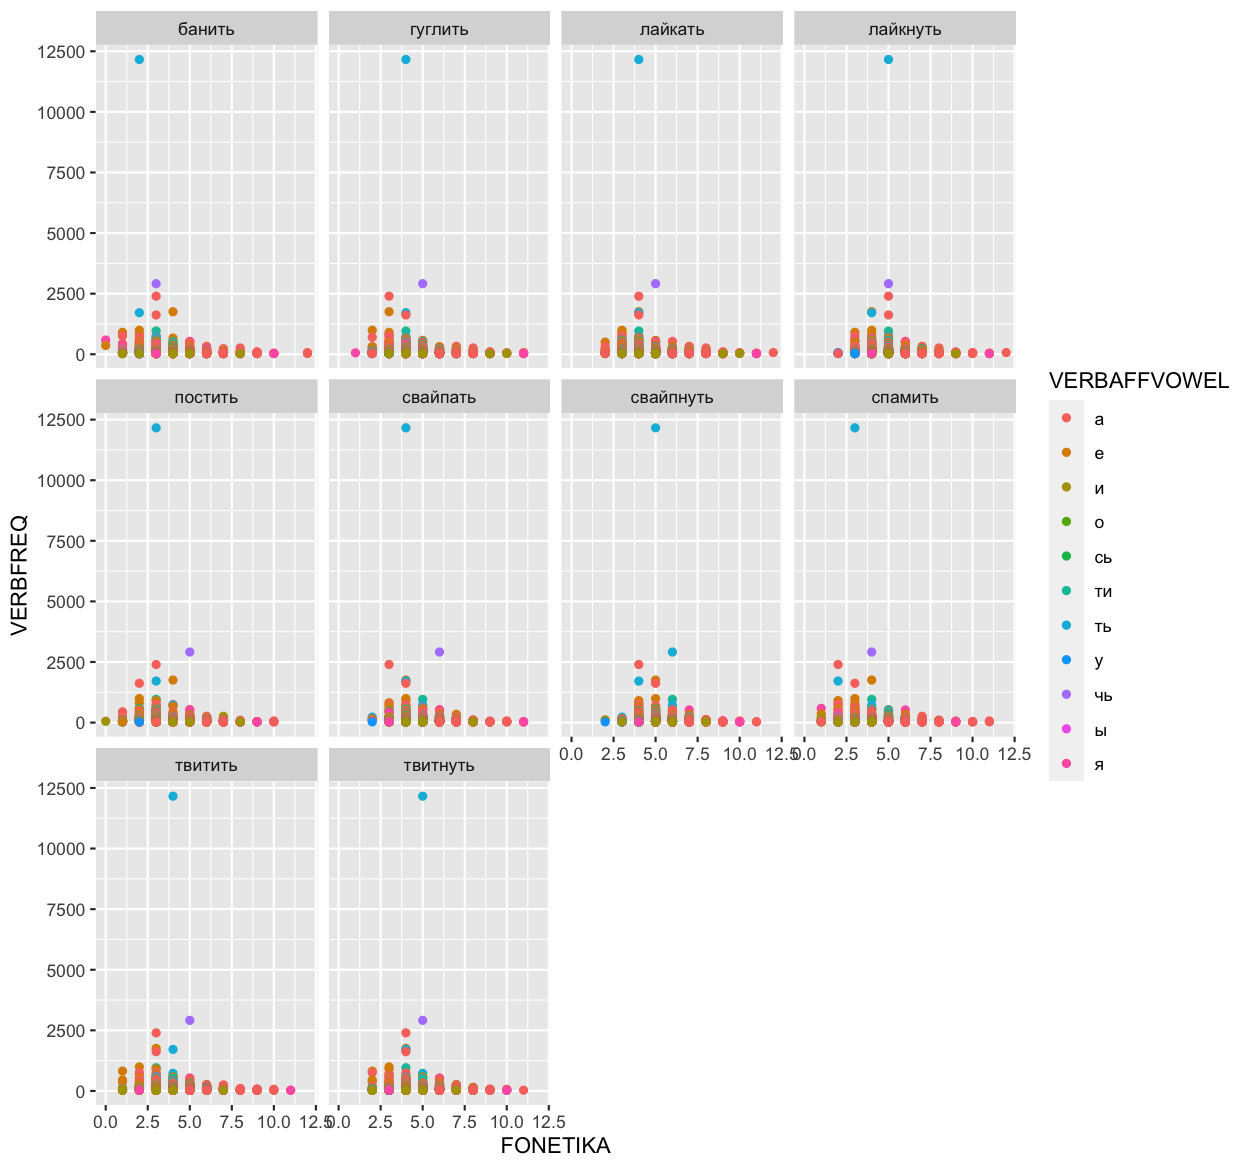 банить гуглить лайкать лайкнуть
12500
10000
7500
5000
2500
0
постить свайпать свайпнуть спамить
12500
10000
7500
5000
2500
0
0.0 2.5 5.0 7.5 10.0 12.5 0.0 2.5 5.0 7.5 10.0 12.5
твитить твитнуть
12500
10000
7500
5000
2500
0
0.0 2.5 5.0 7.5 10.0 12.5 0.0 2.5 5.0 7.5 10.0 12.5
FONETIKA
VERBFREQ
VERBAFFVOWEL
а
е
и
о
сь
ти
ть
у
чь
ы
я